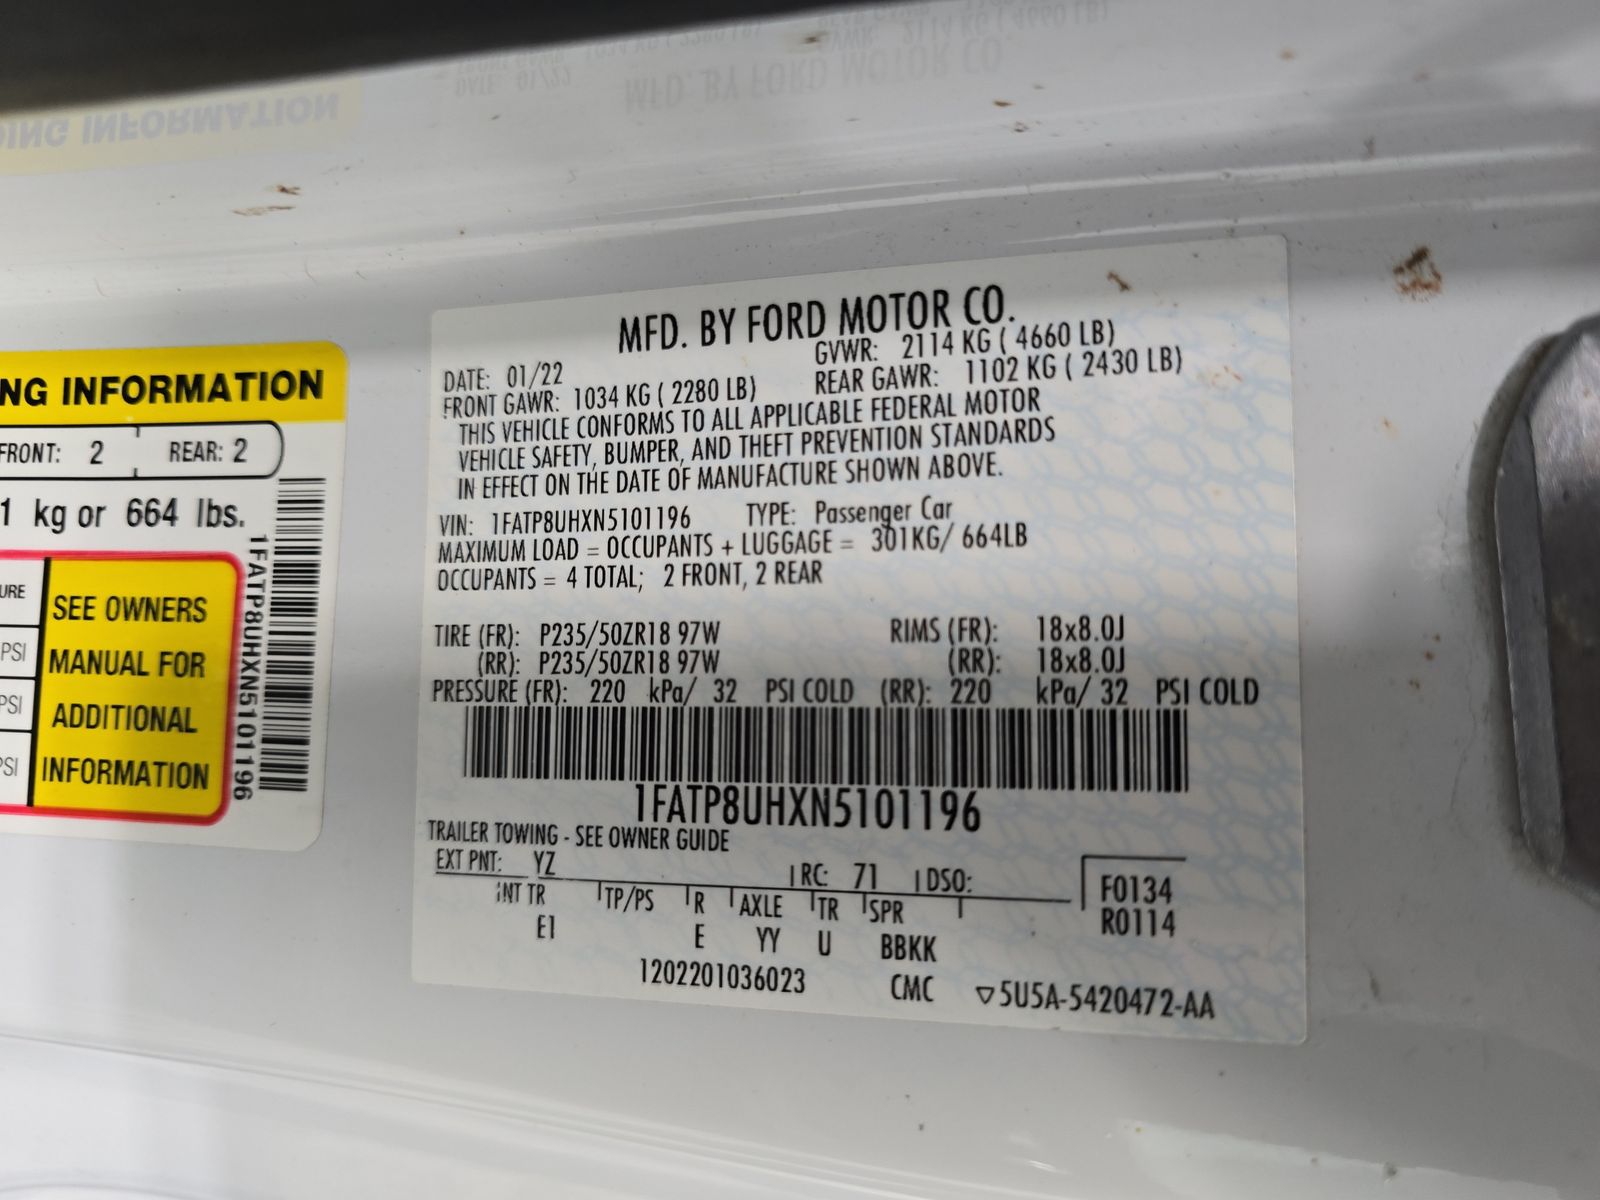 NG INFORMATION
FRONT: 2 REAR: 2
1 kg or 664 lbs.
URE
PSI
PSI
PSI
SEE OWNERS
MANUAL FOR
ADDITIONAL
INFORMATION
1FATP8UHXN5101196
MFD. BY FORD MOTOR CO.
DATE: 01/22 GVWR: 2114 KG ( 4660 LB)
FRONT GAWR: 1034 KG ( 2280 LB) REAR GAWR: 1102 KG ( 2430 LB)
THIS VEHICLE CONFORMS TO ALL APPLICABLE FEDERAL MOTOR
VEHICLE SAFETY, BUMPER, AND THEFT PREVENTION STANDARDS
IN EFFECT ON THE DATE OF MANUFACTURE SHOWN ABOVE.
VIN: 1FATP8UHXN5101196 TYPE: Passenger Car
MAXIMUM LOAD = OCCUPANTS + LUGGAGE = 301KG/ 664LB
OCCUPANTS = 4 TOTAL; 2 FRONT, 2 REAR
TIRE (FR): P235/50ZR18 97W RIMS (FR): 18x8.0J
(RR): P235/50ZR18 97W (RR): 18x8.0J
PRESSURE (FR): 220 kPa/ 32 PSI COLD (RR): 220 kPa/ 32 PSI COLD
1FATP8UHXN5101196
TRAILER TOWING - SEE OWNER GUIDE
EXT PNT: YZ RC: 71 DSO:
INT TR TP/PS R AXLE TR SPR F0134
E1 E YY U BBKK R0114
1202201036023 CMC ▽5U5A-5420472-AA